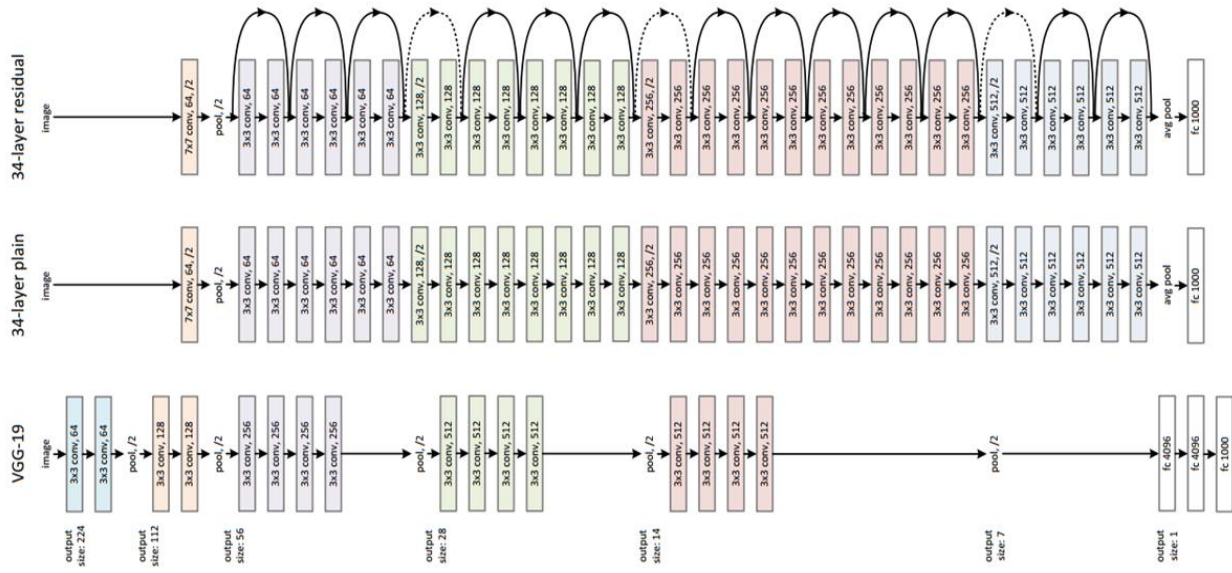 output
size: 224
output
size: 112
output
size: 56
output
size: 28
output
size: 14
output
size: 7
output
size: 1
VGG-19
image
3x3 conv, 64
3x3 conv, 64
pool, /2
3x3 conv, 128
3x3 conv, 128
pool, /2
3x3 conv, 256
3x3 conv, 256
3x3 conv, 256
3x3 conv, 256
pool, /2
3x3 conv, 512
3x3 conv, 512
3x3 conv, 512
3x3 conv, 512
pool, /2
3x3 conv, 512
3x3 conv, 512
3x3 conv, 512
3x3 conv, 512
pool, /2
fc 4096
fc 4096
fc 1000
34-layer plain
image
7x7 conv, 64, /2
pool, /2
3x3 conv, 64
3x3 conv, 64
3x3 conv, 64
3x3 conv, 64
3x3 conv, 64
3x3 conv, 64
3x3 conv, 128, /2
3x3 conv, 128
3x3 conv, 128
3x3 conv, 128
3x3 conv, 128
3x3 conv, 128
3x3 conv, 128
3x3 conv, 128
3x3 conv, 256, /2
3x3 conv, 256
3x3 conv, 256
3x3 conv, 256
3x3 conv, 256
3x3 conv, 256
3x3 conv, 256
3x3 conv, 256
3x3 conv, 256
3x3 conv, 256
3x3 conv, 256
3x3 conv, 256
3x3 conv, 512, /2
3x3 conv, 512
3x3 conv, 512
3x3 conv, 512
3x3 conv, 512
3x3 conv, 512
avg pool
fc 1000
34-layer residual
image
7x7 conv, 64, /2
pool, /2
3x3 conv, 64
3x3 conv, 64
3x3 conv, 64
3x3 conv, 64
3x3 conv, 64
3x3 conv, 64
3x3 conv, 128, /2
3x3 conv, 128
3x3 conv, 128
3x3 conv, 128
3x3 conv, 128
3x3 conv, 128
3x3 conv, 128
3x3 conv, 128
3x3 conv, 256, /2
3x3 conv, 256
3x3 conv, 256
3x3 conv, 256
3x3 conv, 256
3x3 conv, 256
3x3 conv, 256
3x3 conv, 256
3x3 conv, 256
3x3 conv, 256
3x3 conv, 256
3x3 conv, 256
3x3 conv, 512, /2
3x3 conv, 512
3x3 conv, 512
3x3 conv, 512
3x3 conv, 512
3x3 conv, 512
avg pool
fc 1000